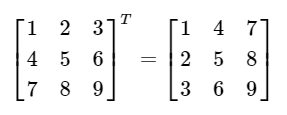 [1 2 3]^T = [1 4 7]
[4 5 6]     [2 5 8]
[7 8 9]     [3 6 9]